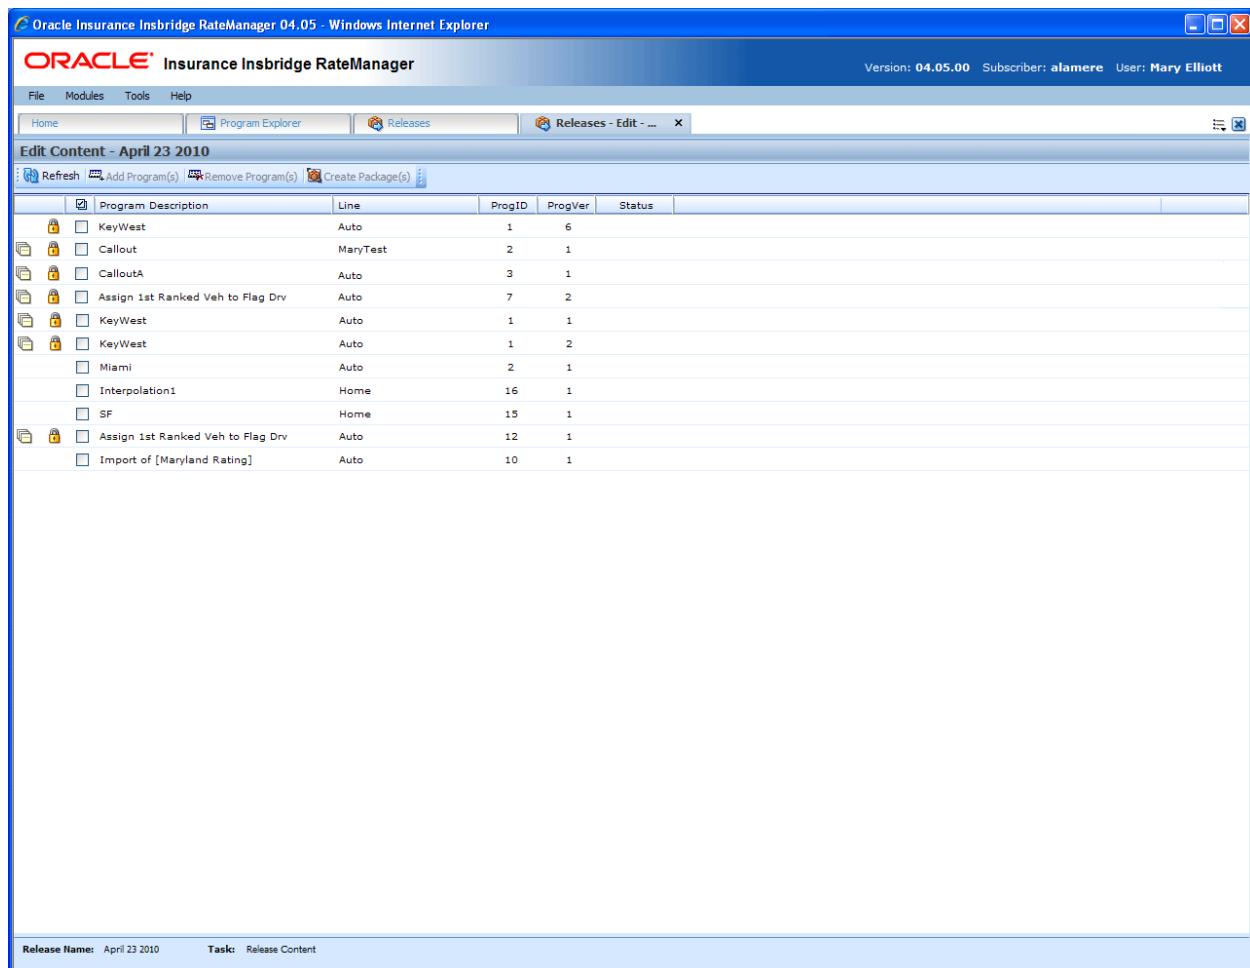 Oracle Insurance Insbridge RateManager 04.05 - Windows Internet Explorer
ORACLE Insurance Insbridge RateManager
Version: 04.05.00 Subscriber: alamere User: Mary Elliott
File Modules Tools Help
Home Program Explorer Releases Releases - Edit - ...
Edit Content - April 23 2010
Refresh Add Program(s) Remove Program(s) Create Package(s)
Program Description Line ProgID ProgVer Status
KeyWest Auto 1 6
Callout MaryTest 2 1
CalloutA Auto 3 1
Assign 1st Ranked Veh to Flag Drv Auto 7 2
KeyWest Auto 1 1
KeyWest Auto 1 2
Miami Auto 2 1
Interpolation1 Home 16 1
SF Home 15 1
Assign 1st Ranked Veh to Flag Drv Auto 12 1
Import of [Maryland Rating] Auto 10 1
Release Name: April 23 2010 Task: Release Content